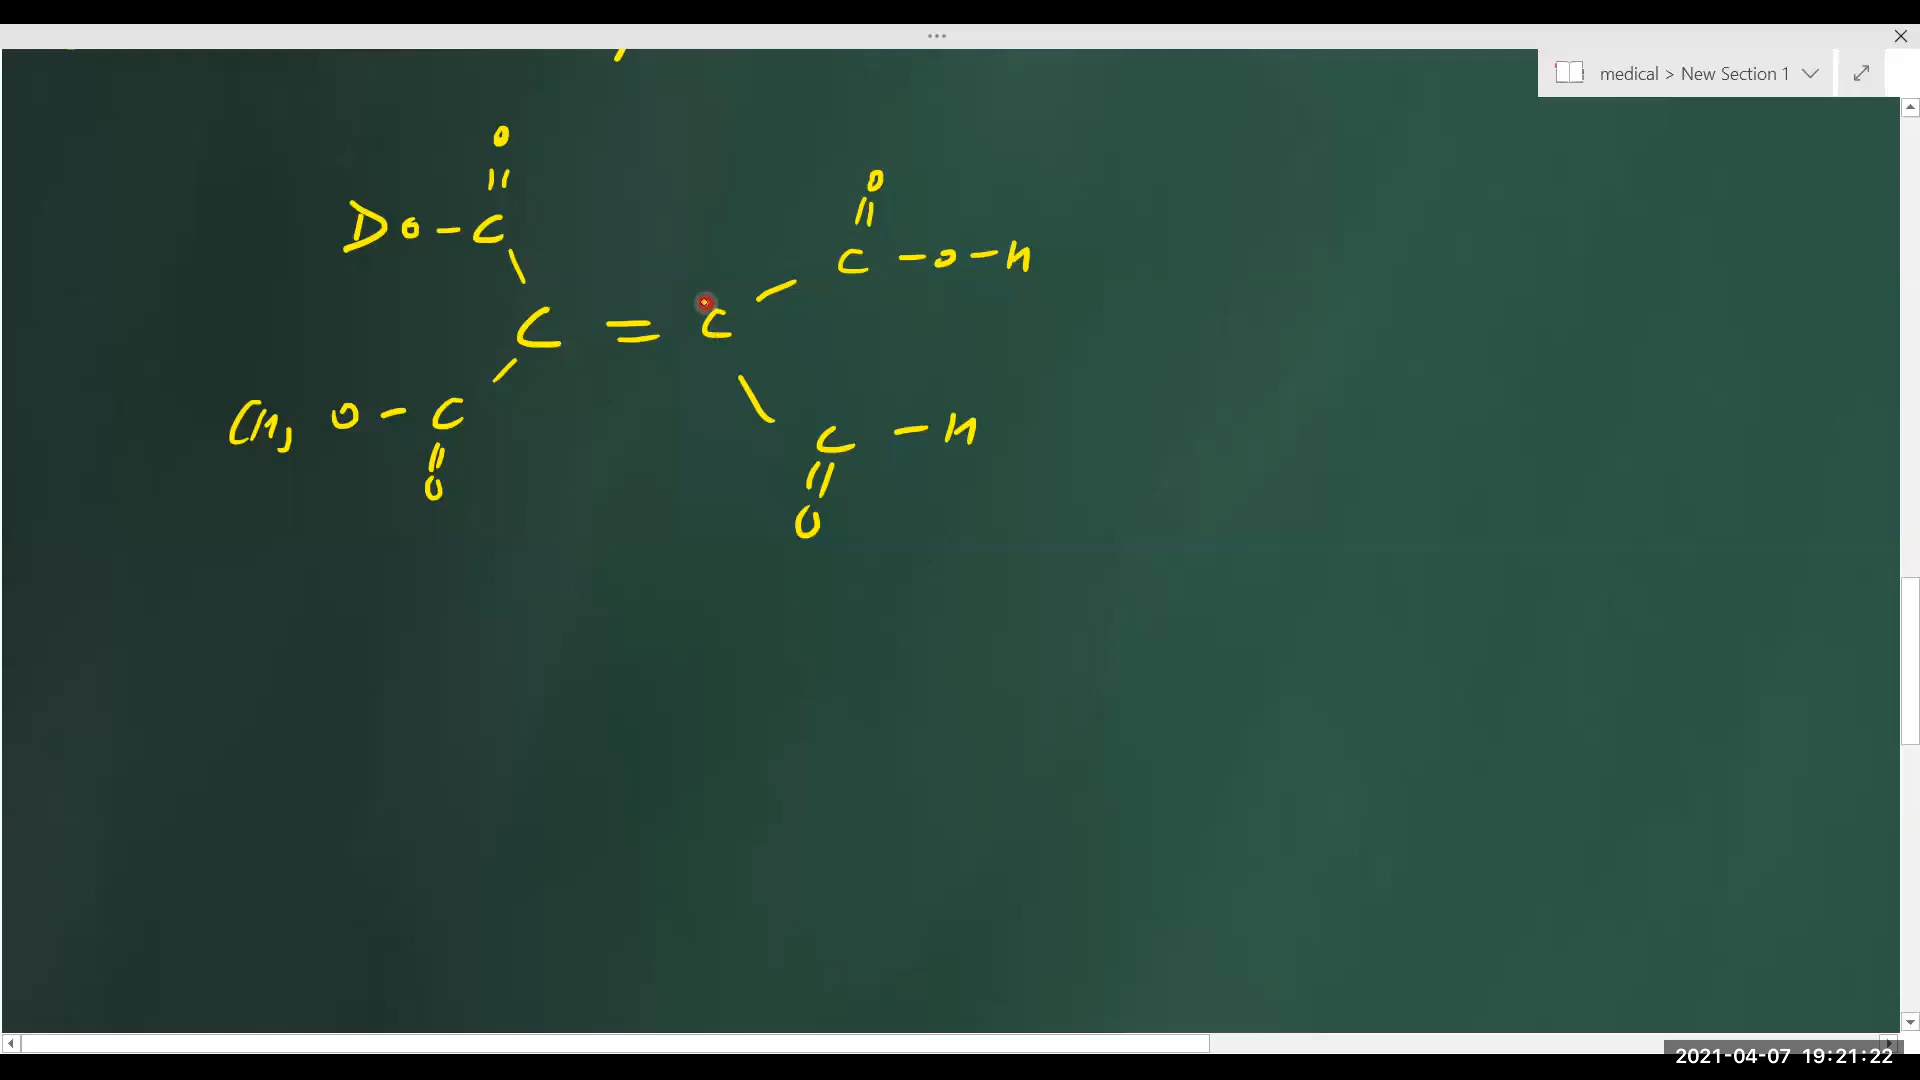 medical > New Section 1
O
||
DO-C
O
||
C-O-H
C=C
CH3 O-C
||
O
C-H
||
O
2021-04-07 19:21:22